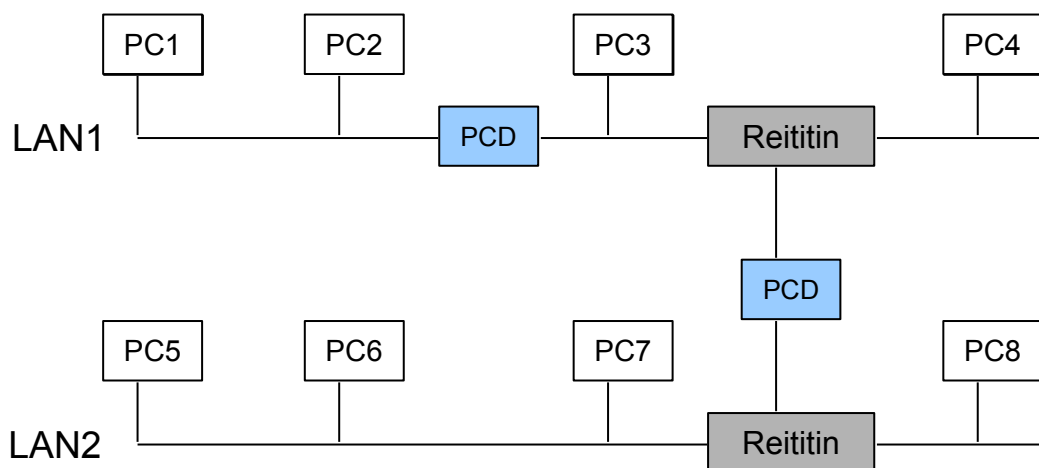 PC1 PC2 PC3 PC4
LAN1 PCD Reititin
PCD
PC5 PC6 PC7 PC8
LAN2 Reititin